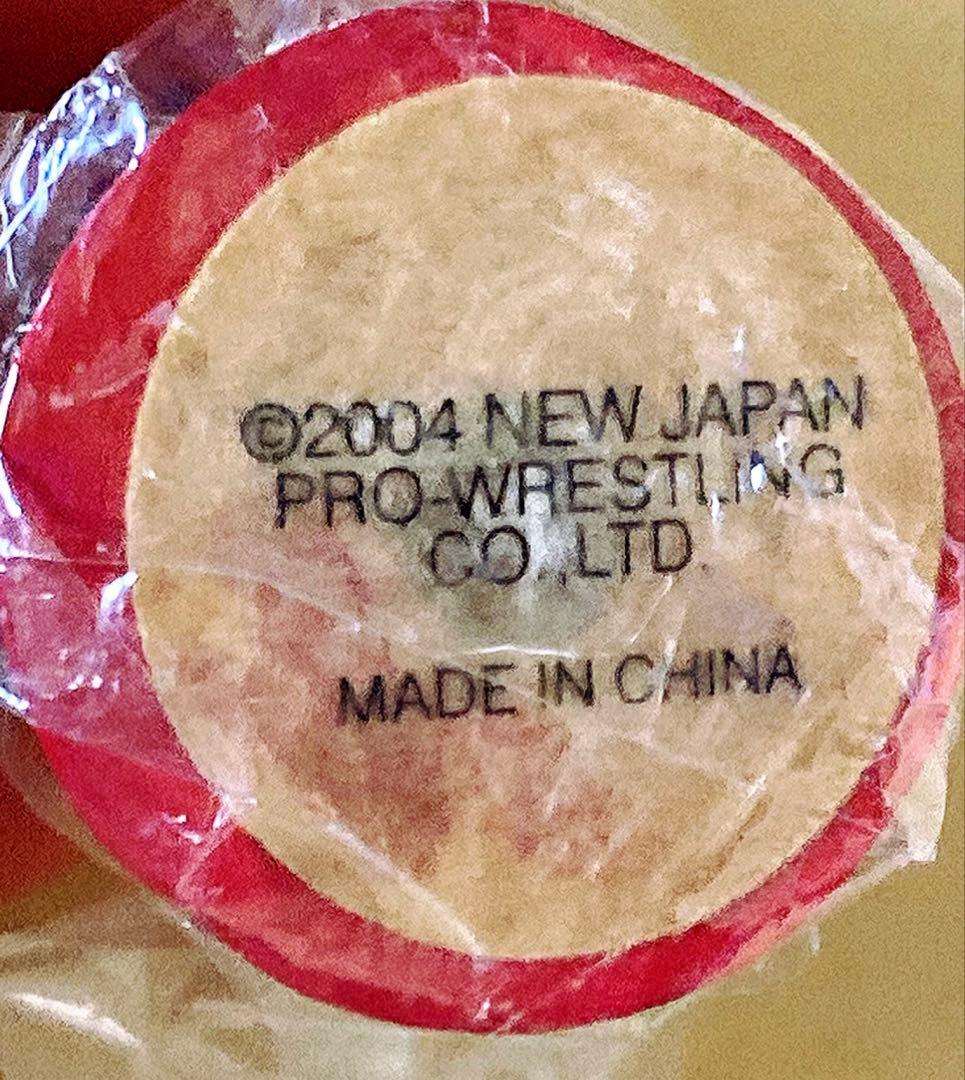 ©2004 NEW JAPAN
PRO-WRESTLING
CO.,LTD.
MADE IN CHINA